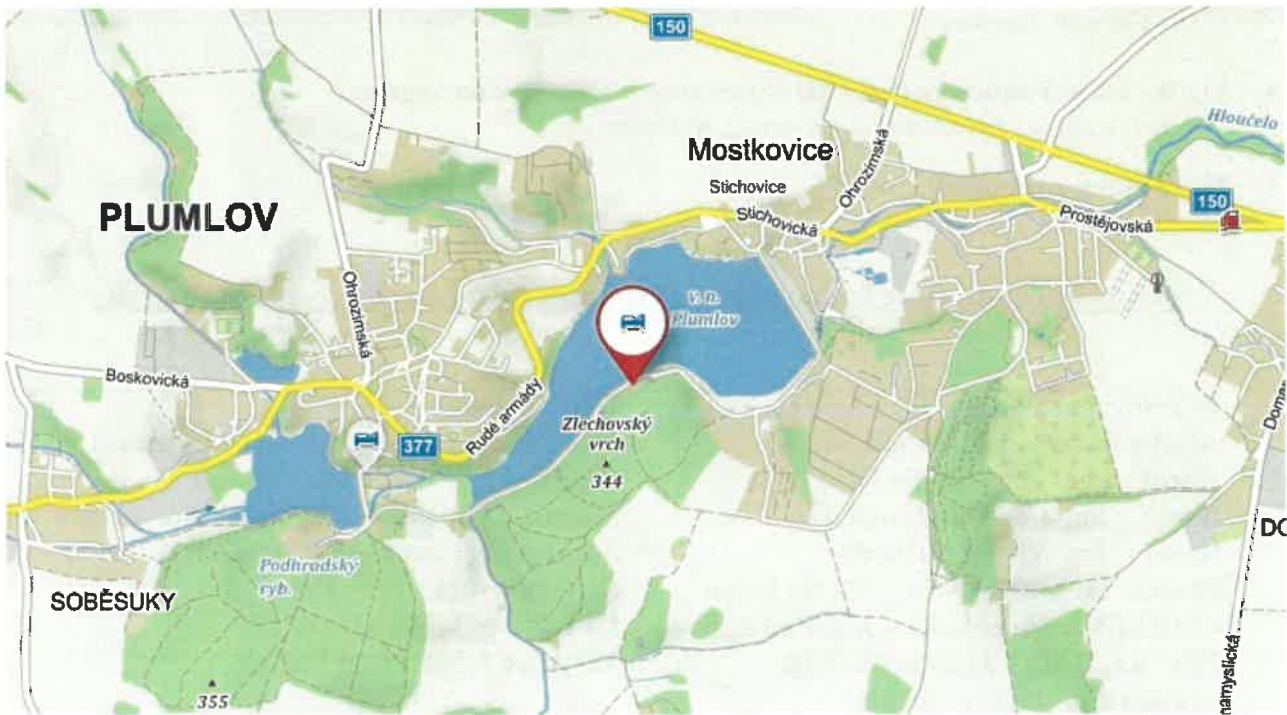 150
Hloučelo
Mostkovice
Ohrozimská
Stichovice
150
PLUMLOV
Stichovická
Prostějovská
Ohrozimská
V. n.
Plumlov
Boskovická
Rudé armády
Zlechovský
vrch
377
344
Domamyslická
DO
Podhradský
ryb.
SOBĚSUKY
355